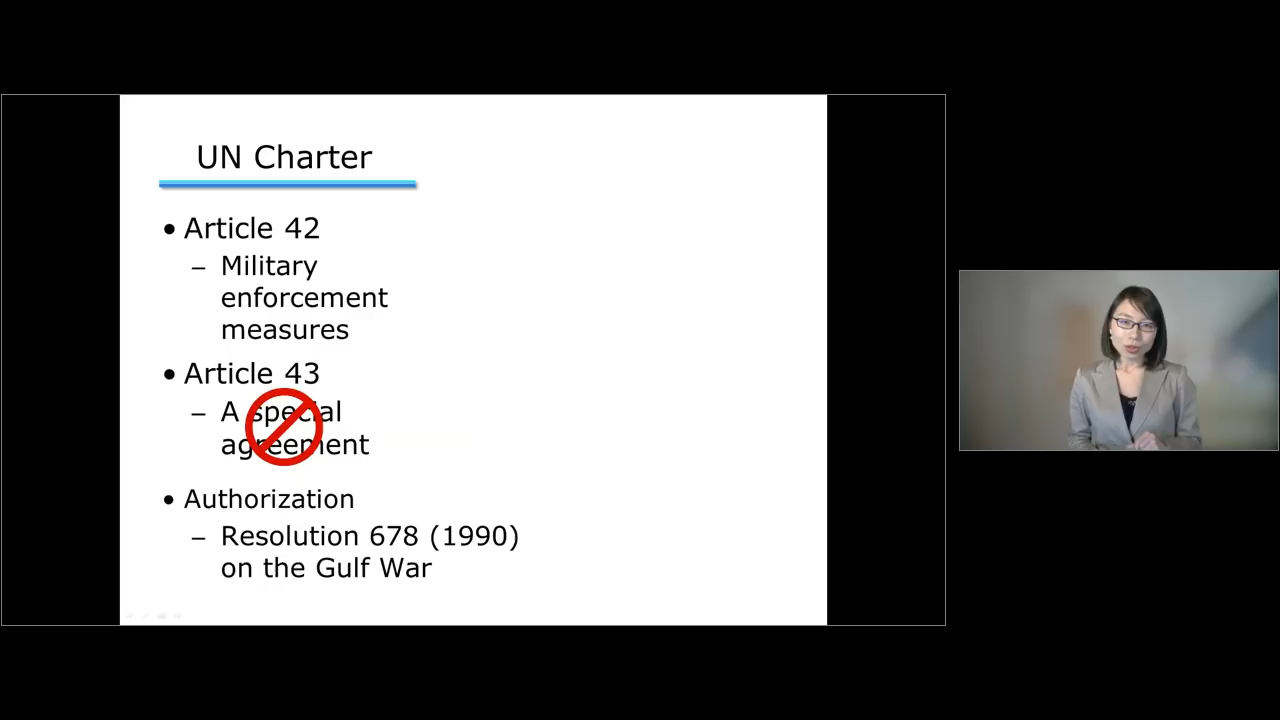 UN Charter
• Article 42
– Military
enforcement
measures
• Article 43
– A special
agreement
• Authorization
– Resolution 678 (1990)
on the Gulf War